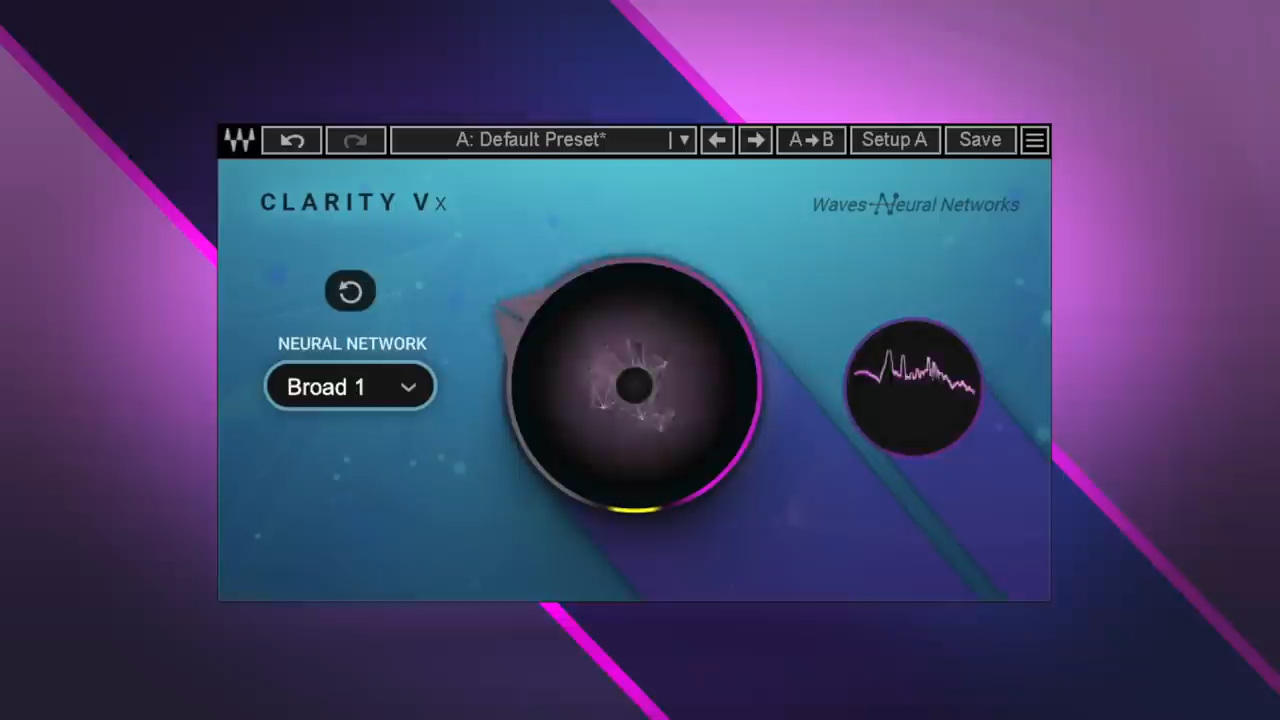 A: Default Preset*
A→B
Setup A
Save
CLARITY Vx
Waves Neural Networks
NEURAL NETWORK
Broad 1